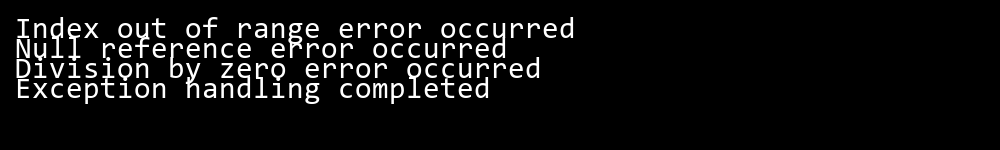 Index out of range error occurred
Null reference error occurred
Division by zero error occurred
Exception handling completed